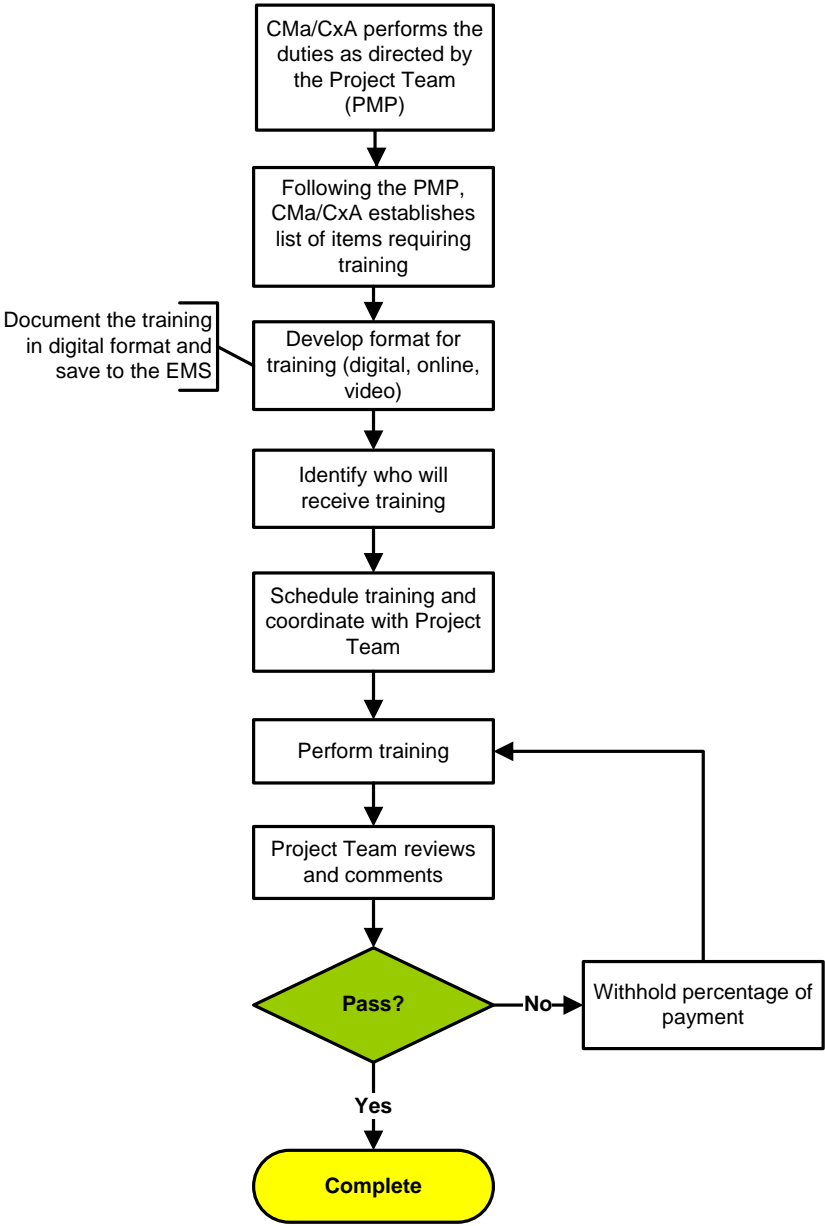 CMa/CxA performs the
duties as directed by
the Project Team
(PMP)
Following the PMP,
CMa/CxA establishes
list of items requiring
training
Document the training
in digital format and
save to the EMS
Develop format for
training (digital, online,
video)
Identify who will
receive training
Schedule training and
coordinate with Project
Team
Perform training
Project Team reviews
and comments
Pass?
No
Withhold percentage of
payment
Yes
Complete